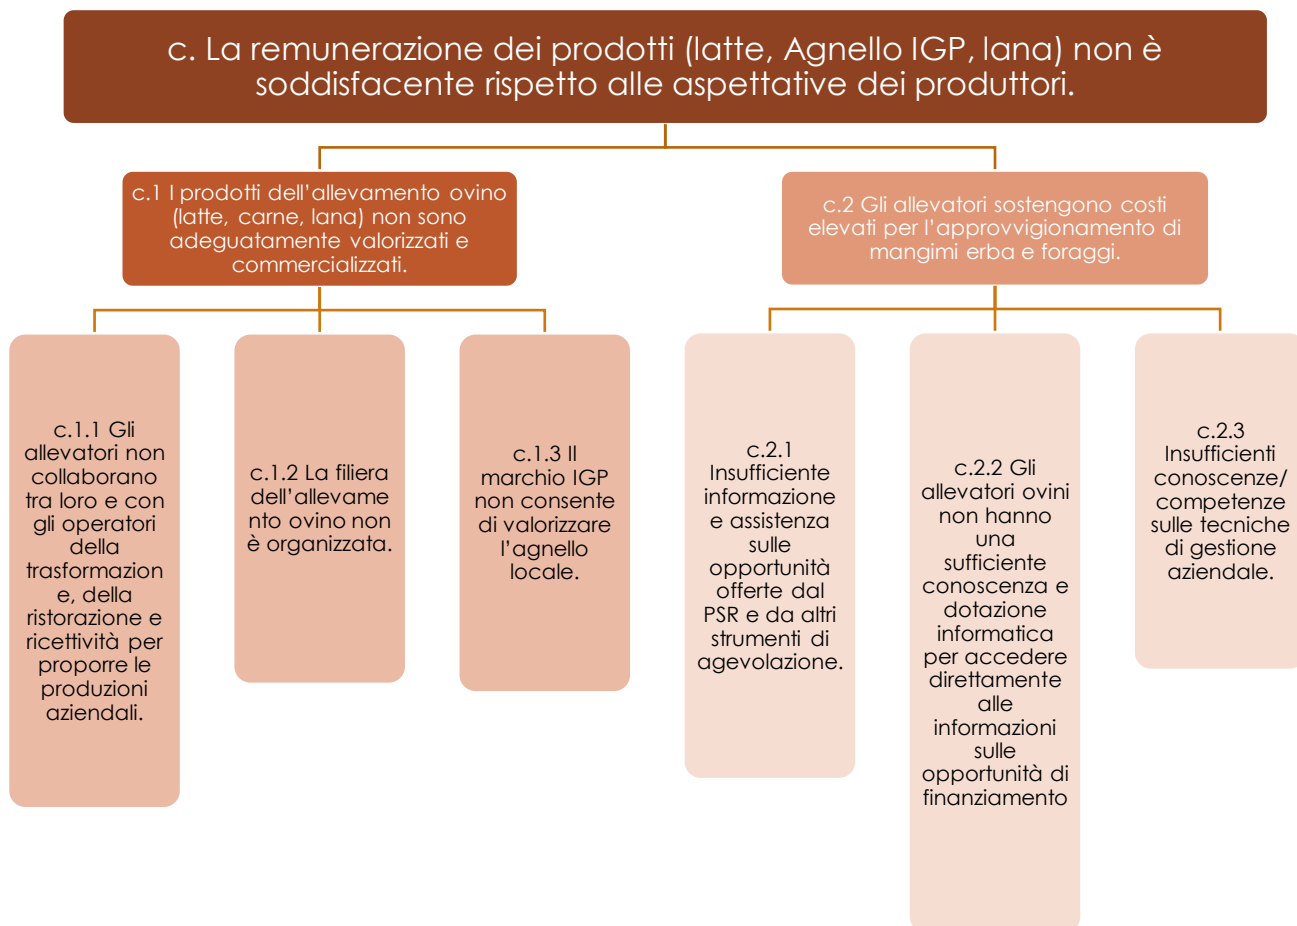 c. La remunerazione dei prodotti (latte, Agnello IGP, lana) non è
soddisfacente rispetto alle aspettative dei produttori.
c.1 I prodotti dell’allevamento ovino
(latte, carne, lana) non sono
adeguatamente valorizzati e
commercializzati.
c.2 Gli allevatori sostengono costi
elevati per l’approvvigionamento di
mangimi erba e foraggi.
c.1.1 Gli
allevatori non
collaborano
tra loro e con
gli operatori
della
trasformazion
e, della
ristorazione e
ricettività per
proporre le
produzioni
aziendali.
c.1.2 La filiera
dell’allevame
nto ovino non
è organizzata.
c.1.3 Il
marchio IGP
non consente
di valorizzare
l’agnello
locale.
c.2.1
Insufficiente
informazione
e assistenza
sulle
opportunità
offerte dal
PSR e da altri
strumenti di
agevolazione.
c.2.2 Gli
allevatori ovini
non hanno
una
sufficiente
conoscenza e
dotazione
informatica
per accedere
direttamente
alle
informazioni
sulle
opportunità di
finanziamento
c.2.3
Insufficienti
conoscenze/
competenze
sulle tecniche
di gestione
aziendale.